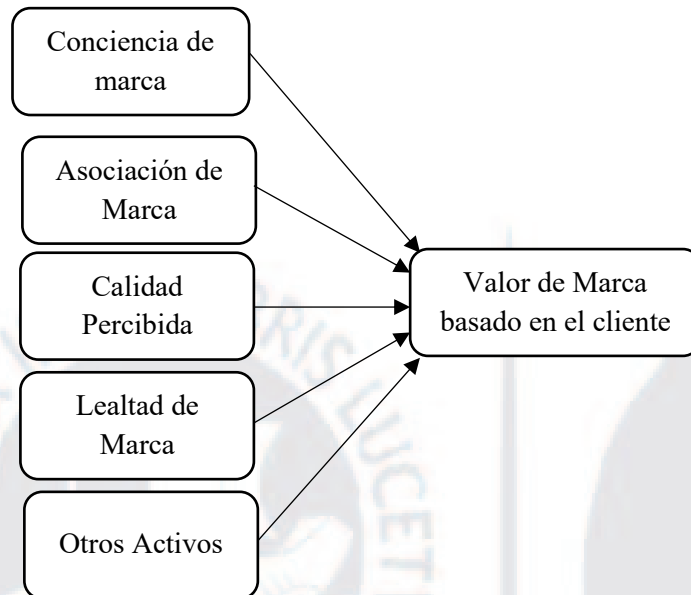 Conciencia de
marca
Asociación de
Marca
Calidad
Percibida
Lealtad de
Marca
Otros Activos
Valor de Marca
basado en el cliente